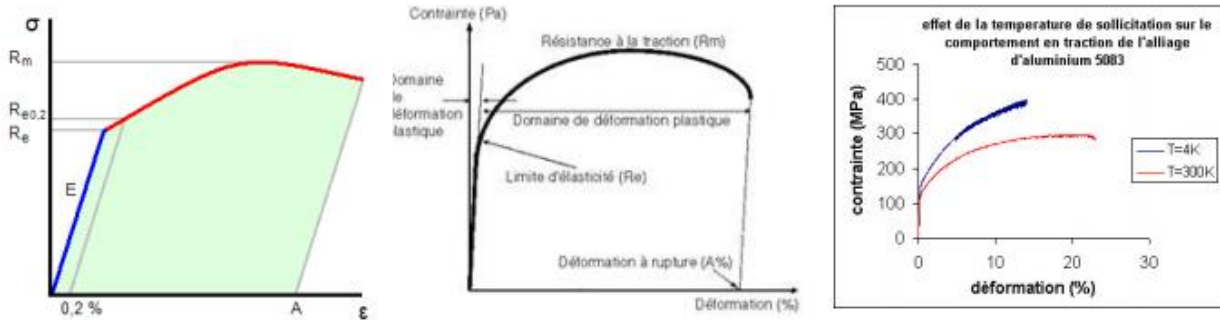 σ
Rm
Re0,2
Re
E
0,2 %
A
ε
Contrainte (Pa)
Résistance à la traction (Rm)
Domaine
de
déformation
élastique
Domaine de déformation plastique
Limite d'élasticité (Re)
Déformation à rupture (A%)
Déformation (%)
effet de la temperature de sollicitation sur le
comportement en traction de l'alliage
d'aluminium 5083
contrainte (MPa)
500
400
300
200
100
0
0
10
20
30
déformation (%)
T=4K
T=300K